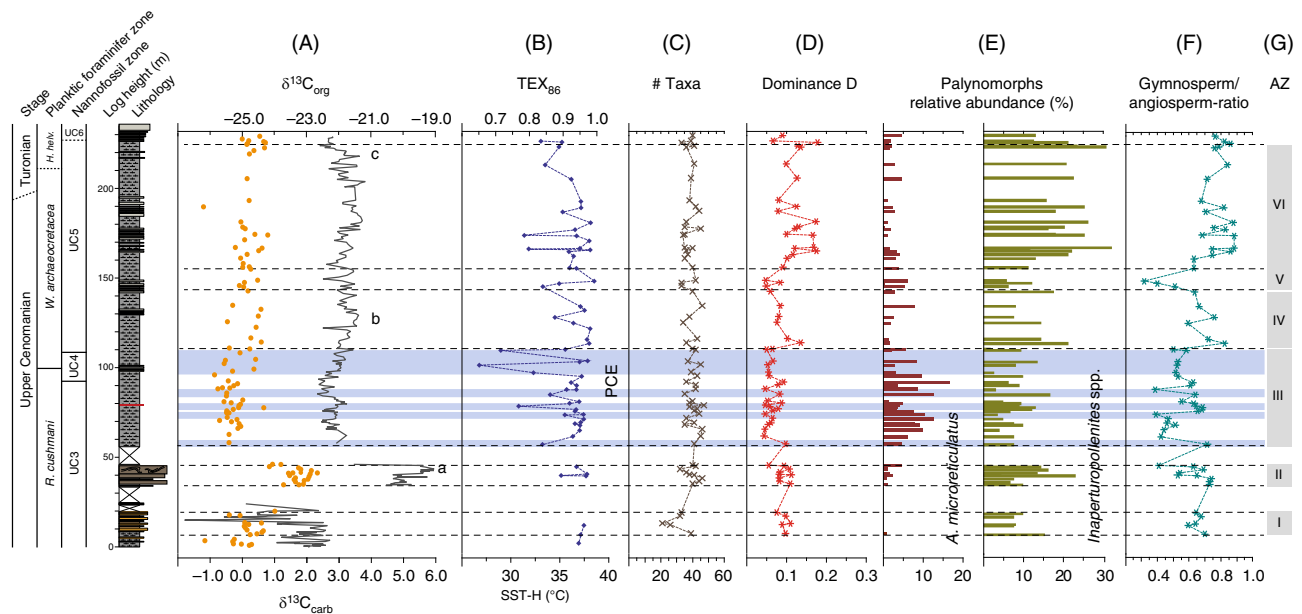 (A) (B) (C) (D) (E) (F) (G)
Stage
Planktic foraminifer zone
Nannofossil zone
Log height (m)
Lithology
δ¹³C_org
TEX₈₆
# Taxa
Dominance D
Palynomorphs
relative abundance (%)
Gymnosperm/
angiosperm-ratio
AZ
−25.0 −23.0 −21.0 −19.0
0.7 0.8 0.9 1.0
Turonian
Upper Cenomanian
H. helv.
W. archaeocretacea
R. cushmani
UC6
UC5
UC4
UC3
200
150
100
50
0
c
b
a
PCE
A. microreticulatus
Inaperturopollenites spp.
VI
V
IV
III
II
I
−1.0 0.0 1.0 2.0 3.0 4.0 5.0 6.0
δ¹³C_carb
30 35 40
SST-H (°C)
0 20 40 60
0 0.1 0.2 0.3
0 10 20
0 10 20 30
0.4 0.6 0.8 1.0